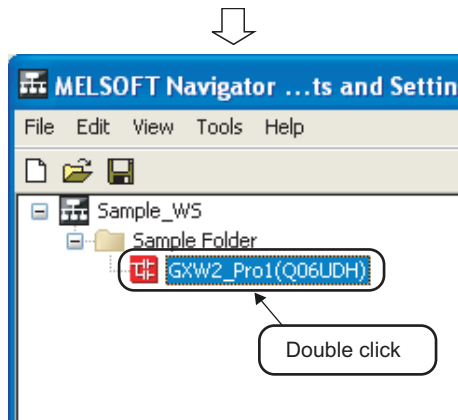 MELSOFT Navigator ...ts and Settin
File Edit View Tools Help
Sample_WS
Sample Folder
GXW2_Pro1(Q06UDH)
Double click